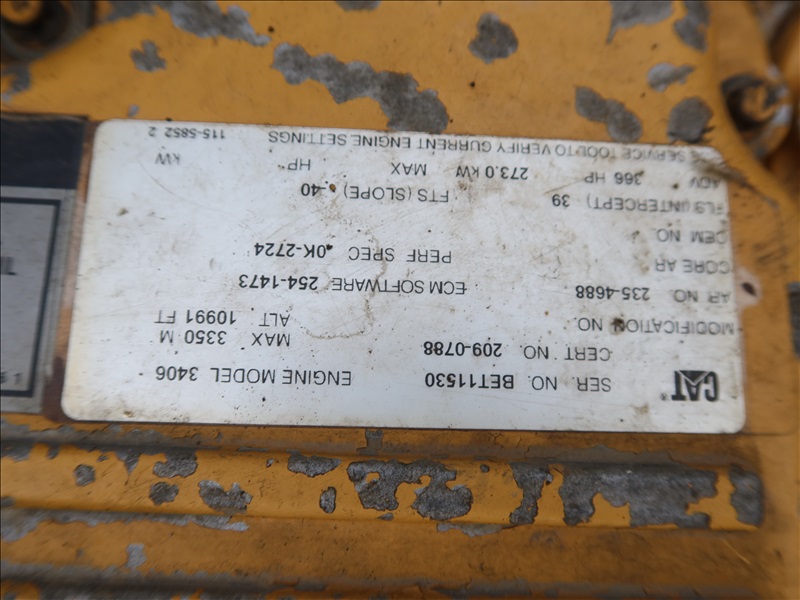 CAT® SER. NO. BET11530 ENGINE MODEL 3406
CERT NO. 209-0788 MAX 3350 M
MODIFICATION NO. ALT 10991 FT
AR NO. 235-4688 ECM SOFTWARE 254-1473
CORE AR PERF SPEC 0K-2724
OEM NO.
FLS (INTERCEPT) 39 FTS (SLOPE) -40
ADV 366 HP 273.0 kW MAX HP kW
SERVICE TOOL TO VERIFY CURRENT ENGINE SETTINGS 115-5852 2